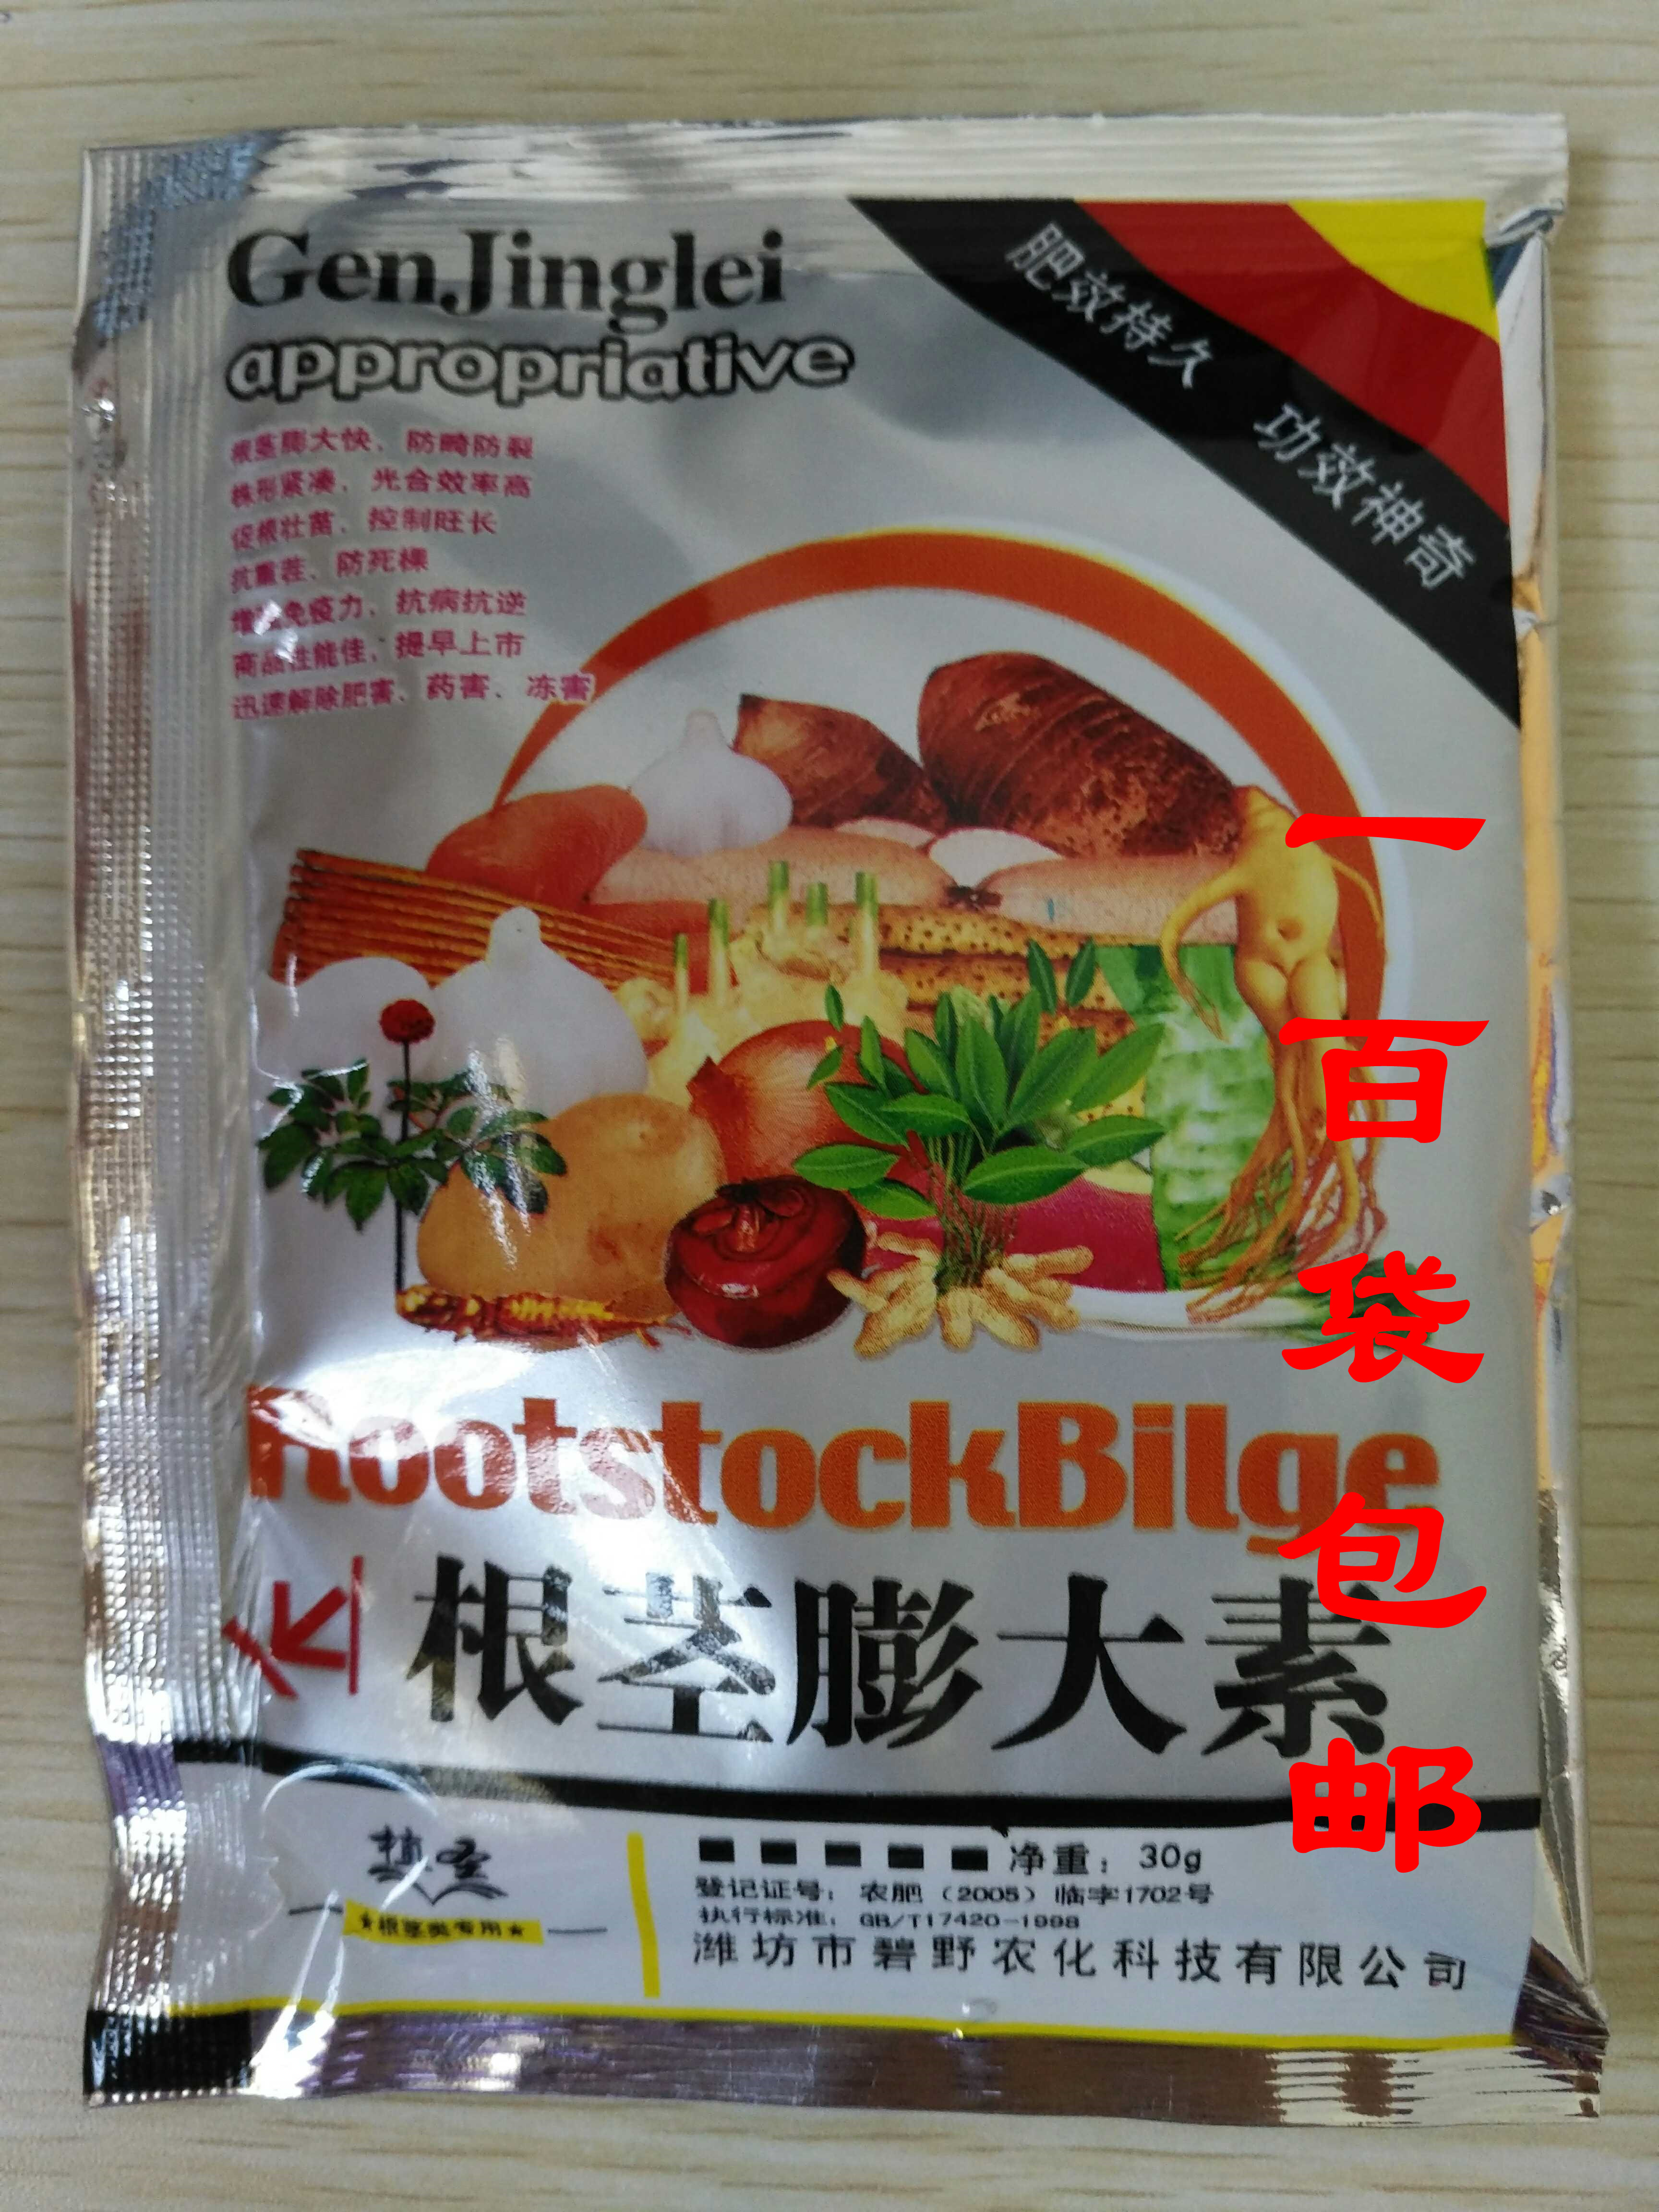 GenJinglei
appropriative
肥效持久 功效神奇
根茎膨大快、防畸防裂
株形紧凑、光合效率高
促根壮苗、控制旺长
抗重茬、防死棵
增强免疫力、抗病抗逆
商品性能佳、提早上市
迅速解除肥害、药害、冻害
一百袋包邮
RootstockBilge
根茎膨大素
★根茎类专用★
净重：30g
登记证号：农肥（2005）临字1702号
执行标准：GB/T17420-1998
潍坊市碧野农化科技有限公司